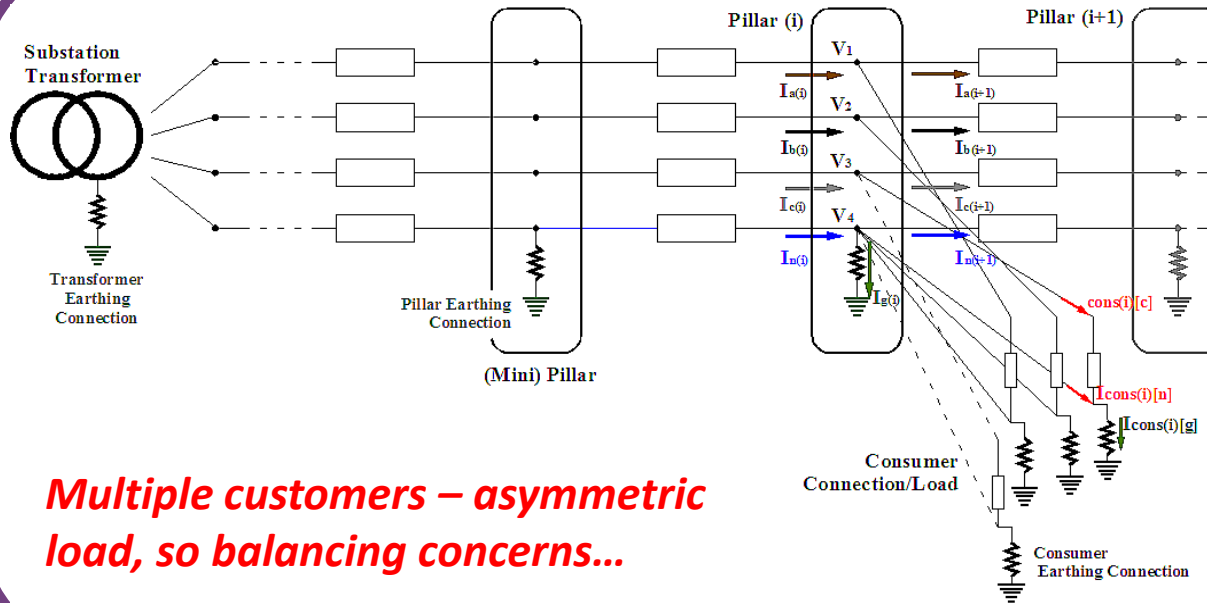 Substation
Transformer
Transformer
Earthing
Connection
Pillar Earthing
Connection
(Mini) Pillar
Pillar (i)
Pillar (i+1)
V1
V2
V3
V4
Ia(i)
Ib(i)
Ic(i)
In(i)
Ig(i)
Ia(i+1)
Ib(i+1)
Ic(i+1)
In(i+1)
cons(i)[c]
Icons(i)[n]
Icons(i)[g]
Consumer
Connection/Load
Consumer
Earthing Connection
Multiple customers – asymmetric
load, so balancing concerns…